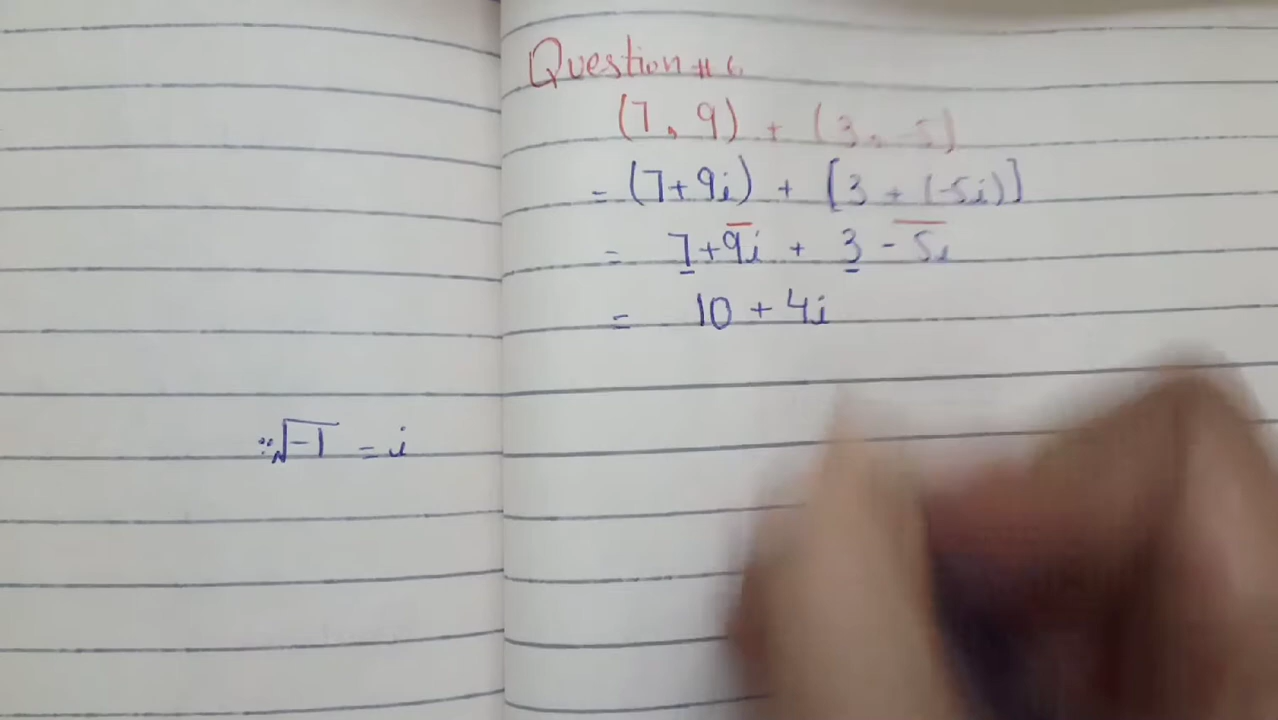 Question # 6
(7, 9) + (3, -5)
= (7+9i) + [3 + (-5i)]
= 7+9i + 3 - 5i
= 10 + 4i
∵√-1 = i